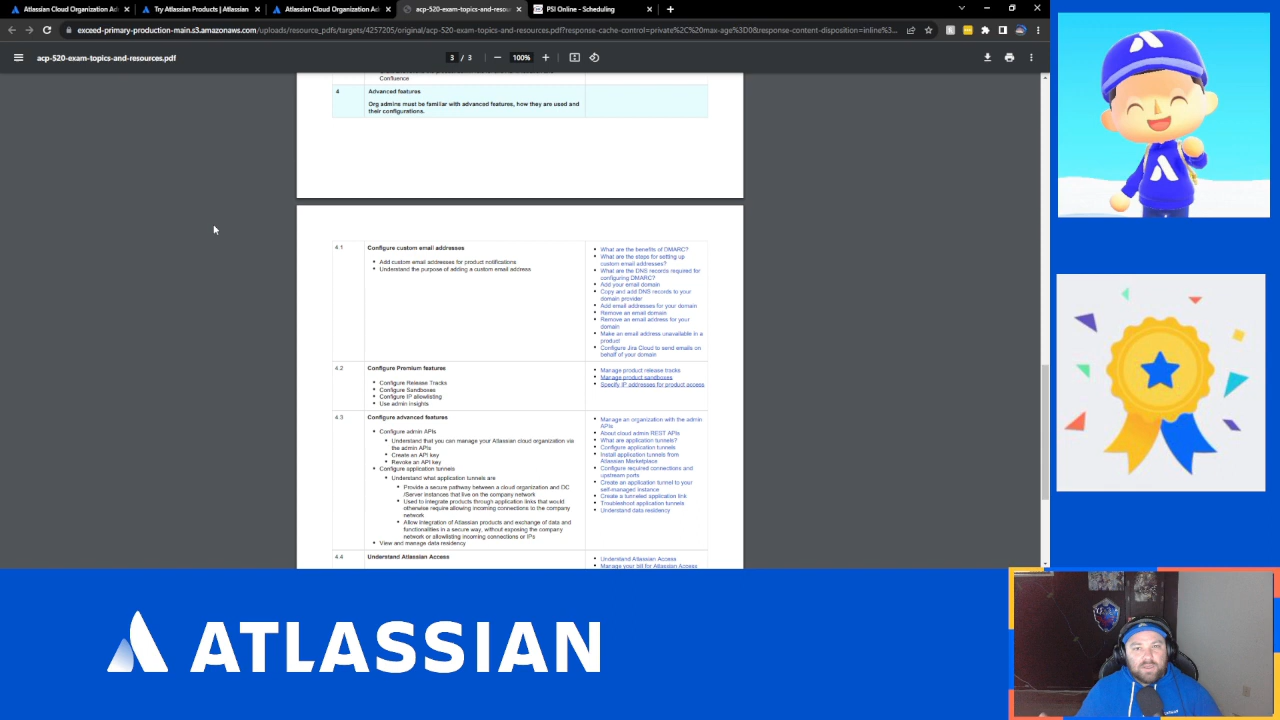 Atlassian Cloud Organization Ad
Try Atlassian Products | Atlassian
Atlassian Cloud Organization Ad
acp-520-exam-topics-and-resou
PSI Online - Scheduling
exceed-primary-production-main.s3.amazonaws.com/uploads/resource_pdfs/targets/4257205/original/acp-520-exam-topics-and-resources.pdf?response-cache-control=private%2C%20max-age%3D0&response-content-disposition=inline%3...
acp-520-exam-topics-and-resources.pdf
3 / 3
100%
Confluence
4
Advanced features
Org admins must be familiar with advanced features, how they are used and
their configurations.
4.1
Configure custom email addresses
Add custom email addresses for product notifications
Understand the purpose of adding a custom email address
What are the benefits of DMARC?
What are the steps for setting up
custom email addresses?
What are the DNS records required for
configuring DMARC?
Add your email domain
Copy and add DNS records to your
domain provider
Add email addresses for your domain
Remove an email domain
Remove an email address for your
domain
Make an email address unavailable in a
product
Configure Jira Cloud to send emails on
behalf of your domain
4.2
Configure Premium features
Configure Release Tracks
Configure Sandboxes
Configure IP allowlisting
Use admin insights
Manage product release tracks
Manage product sandboxes
Specify IP addresses for product access
4.3
Configure advanced features
Configure admin APIs
Understand that you can manage your Atlassian cloud organization via
the admin APIs
Create an API key
Revoke an API key
Configure application tunnels
Understand what application tunnels are
Provide a secure pathway between a cloud organization and DC
/Server instances that live on the company network
Used to integrate products through application links that would
otherwise require allowing incoming connections to the company
network
Allow integration of Atlassian products and exchange of data and
functionalities in a secure way, without exposing the company
network or allowlisting incoming connections or IPs
View and manage data residency
Manage an organization with the admin
APIs
About cloud admin REST APIs
What are application tunnels?
Configure application tunnels
Install application tunnels from
Atlassian Marketplace
Configure required connections and
upstream ports
Create an application tunnel to your
self-managed instance
Create a tunneled application link
Troubleshoot application tunnels
Understand data residency
4.4
Understand Atlassian Access
Understand Atlassian Access
Manage your bill for Atlassian Access
ATLASSIAN